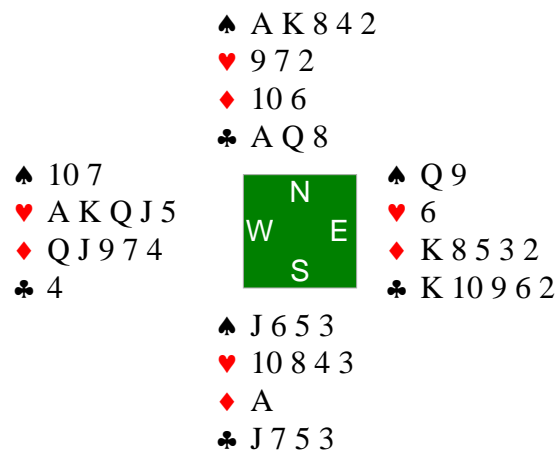 ♠ A K 8 4 2
♥ 9 7 2
♦ 10 6
♣ A Q 8
♠ 10 7
♥ A K Q J 5
♦ Q J 9 7 4
♣ 4
N
W E
S
♠ Q 9
♥ 6
♦ K 8 5 3 2
♣ K 10 9 6 2
♠ J 6 5 3
♥ 10 8 4 3
♦ A
♣ J 7 5 3